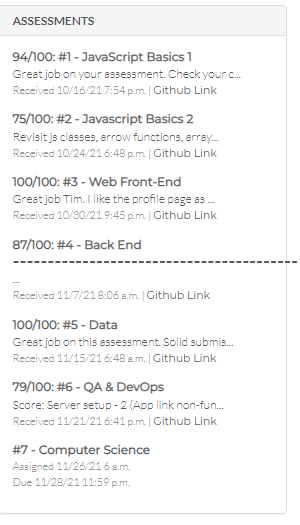 ASSESSMENTS
94/100: #1 - JavaScript Basics 1
Great job on your assessment. Check your c...
Received 10/16/21 7:54 p.m. | Github Link
75/100: #2 - Javascript Basics 2
Revisit js classes, arrow functions, array...
Received 10/24/21 6:48 p.m. | Github Link
100/100: #3 - Web Front-End
Great job Tim. I like the profile page as ...
Received 10/30/21 9:45 p.m. | Github Link
87/100: #4 - Back End
----------------------------------------
...
Received 11/7/21 8:06 a.m. | Github Link
100/100: #5 - Data
Great job on this assessment. Solid submis...
Received 11/15/21 6:48 a.m. | Github Link
79/100: #6 - QA & DevOps
Score: Server setup - 2 (App link non-fun...
Received 11/21/21 6:41 p.m. | Github Link
#7 - Computer Science
Assigned 11/26/21 6 a.m.
Due 11/28/21 11:59 p.m.